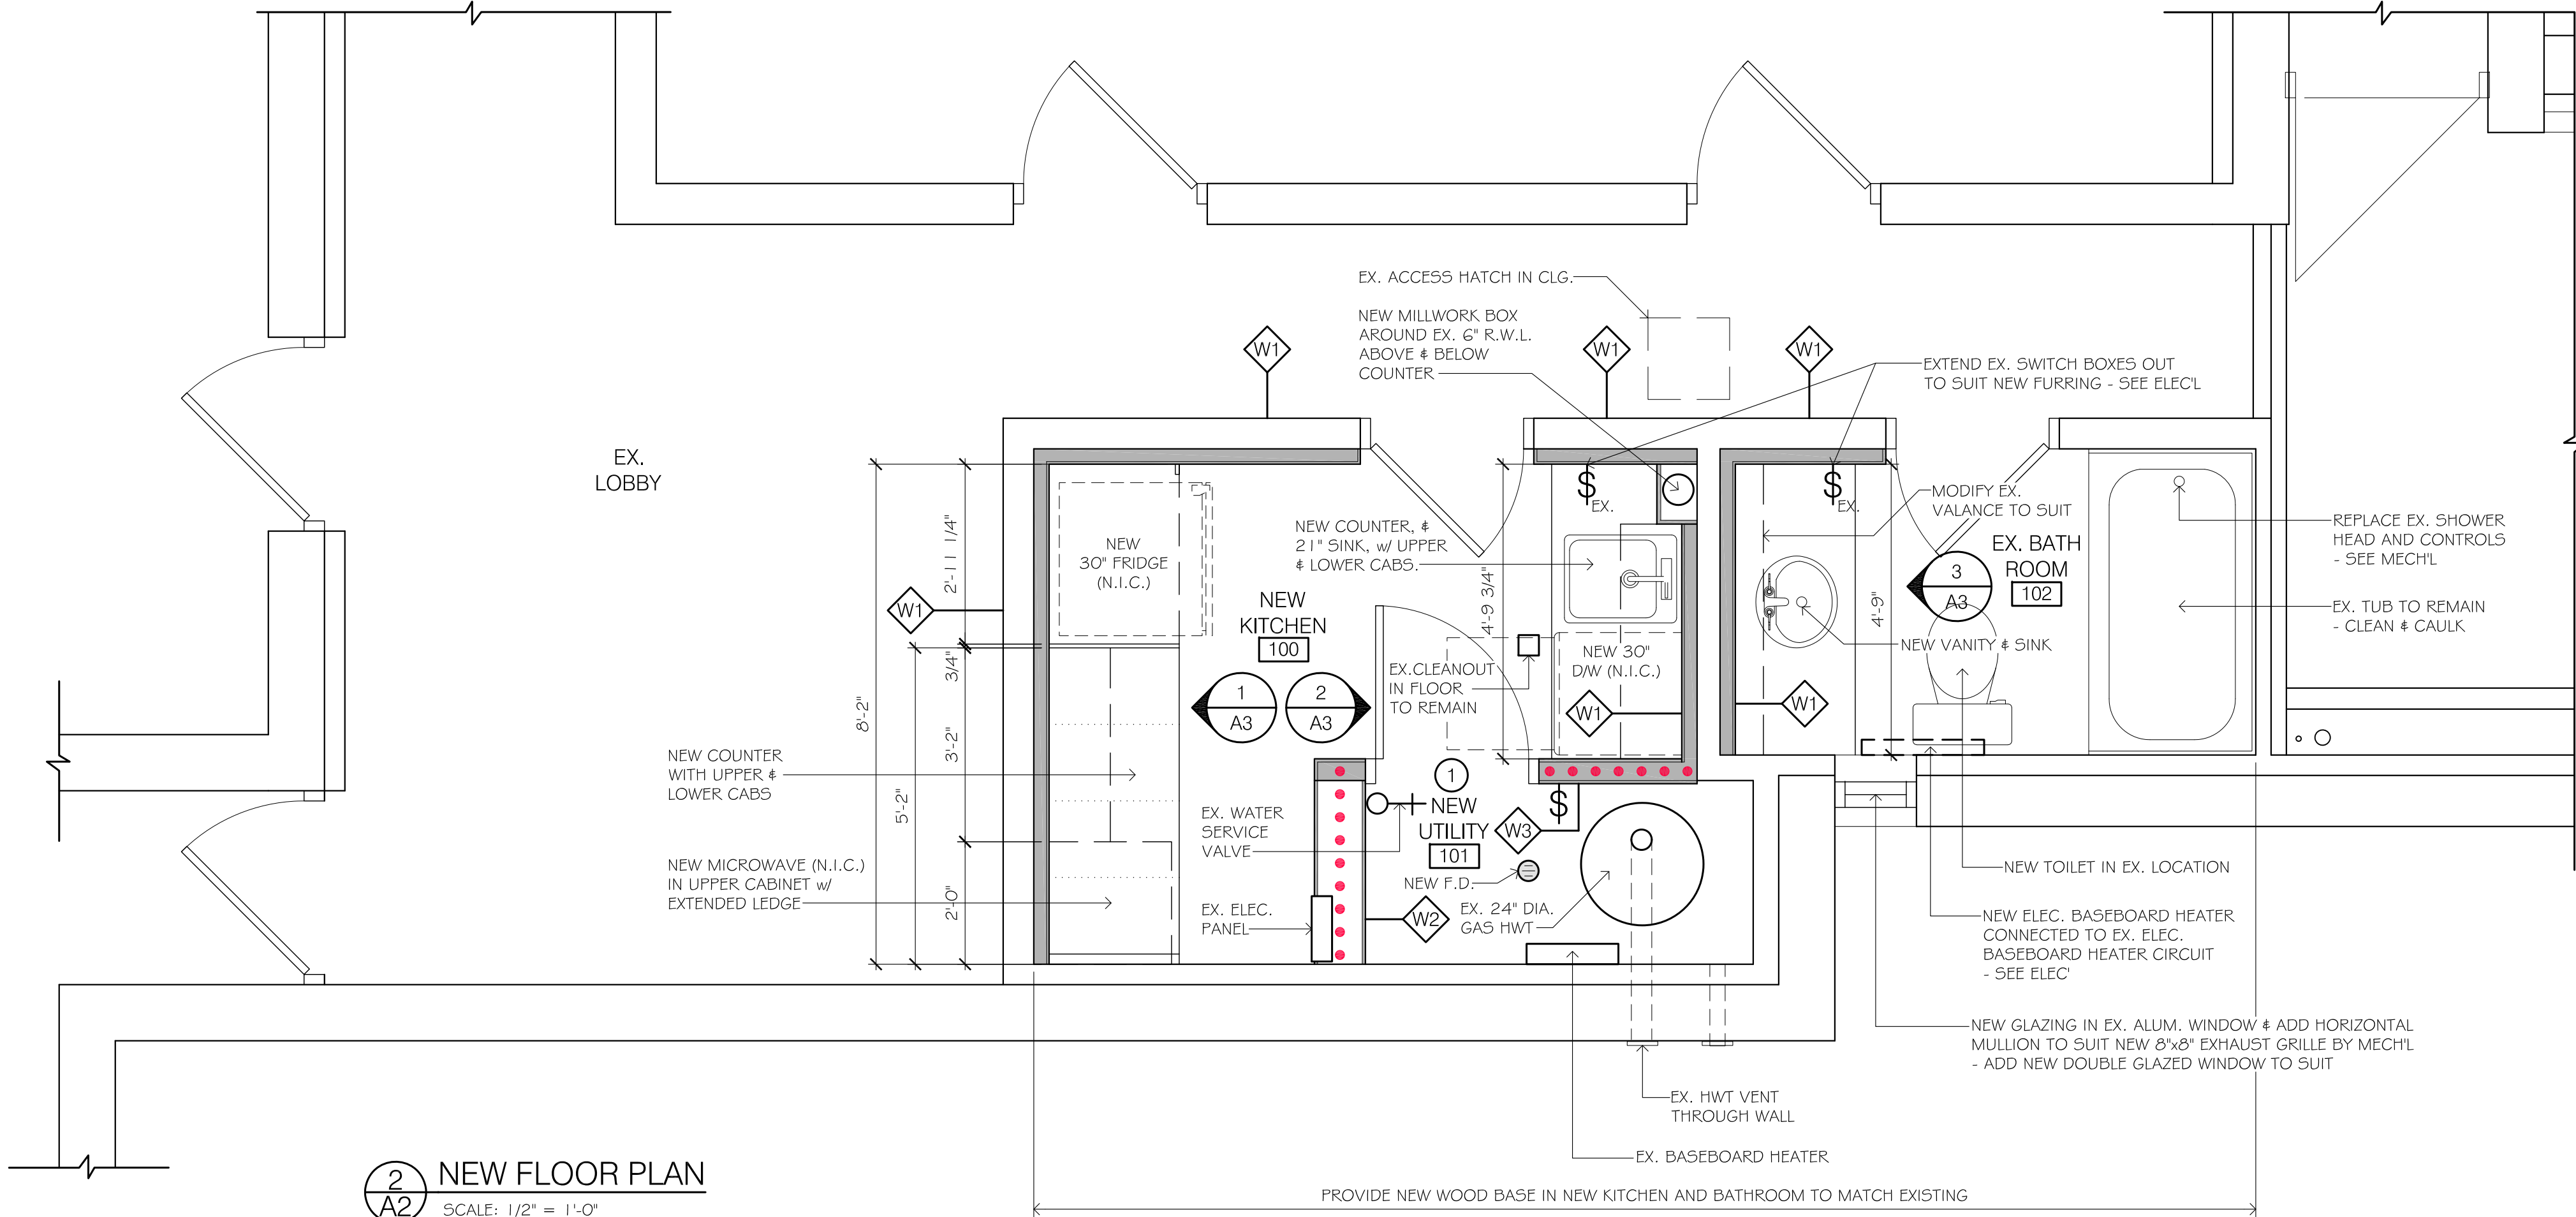 EX. ACCESS HATCH IN CLG.
NEW MILLWORK BOX
AROUND EX. 6" R.W.L.
ABOVE & BELOW
COUNTER
W1
W1
W1
EXTEND EX. SWITCH BOXES OUT
TO SUIT NEW FURRING - SEE ELEC'L
EX.
LOBBY
8'-2"
2'-11 1/4"
3/4"
3'-2"
5'-2"
2'-0"
W1
NEW
30" FRIDGE
(N.I.C.)
NEW COUNTER, &
21" SINK, w/ UPPER
& LOWER CABS.
$
EX.
4'-9 3/4"
NEW
KITCHEN
100
1
A3
2
A3
EX.CLEANOUT
IN FLOOR
TO REMAIN
NEW 30"
D/W (N.I.C.)
W1
$
EX.
MODIFY EX.
VALANCE TO SUIT
4'-9"
EX. BATH
ROOM
102
3
A3
NEW VANITY & SINK
W1
REPLACE EX. SHOWER
HEAD AND CONTROLS
- SEE MECH'L
EX. TUB TO REMAIN
- CLEAN & CAULK
NEW COUNTER
WITH UPPER &
LOWER CABS
NEW MICROWAVE (N.I.C.)
IN UPPER CABINET w/
EXTENDED LEDGE
EX. WATER
SERVICE
VALVE
1
NEW
UTILITY
101
$
W3
NEW F.D.
EX. ELEC.
PANEL
W2
EX. 24" DIA.
GAS HWT
NEW TOILET IN EX. LOCATION
NEW ELEC. BASEBOARD HEATER
CONNECTED TO EX. ELEC.
BASEBOARD HEATER CIRCUIT
- SEE ELEC'
NEW GLAZING IN EX. ALUM. WINDOW & ADD HORIZONTAL
MULLION TO SUIT NEW 8"x8" EXHAUST GRILLE BY MECH'L
- ADD NEW DOUBLE GLAZED WINDOW TO SUIT
EX. HWT VENT
THROUGH WALL
EX. BASEBOARD HEATER
PROVIDE NEW WOOD BASE IN NEW KITCHEN AND BATHROOM TO MATCH EXISTING
2
A2
NEW FLOOR PLAN
SCALE: 1/2" = 1'-0"